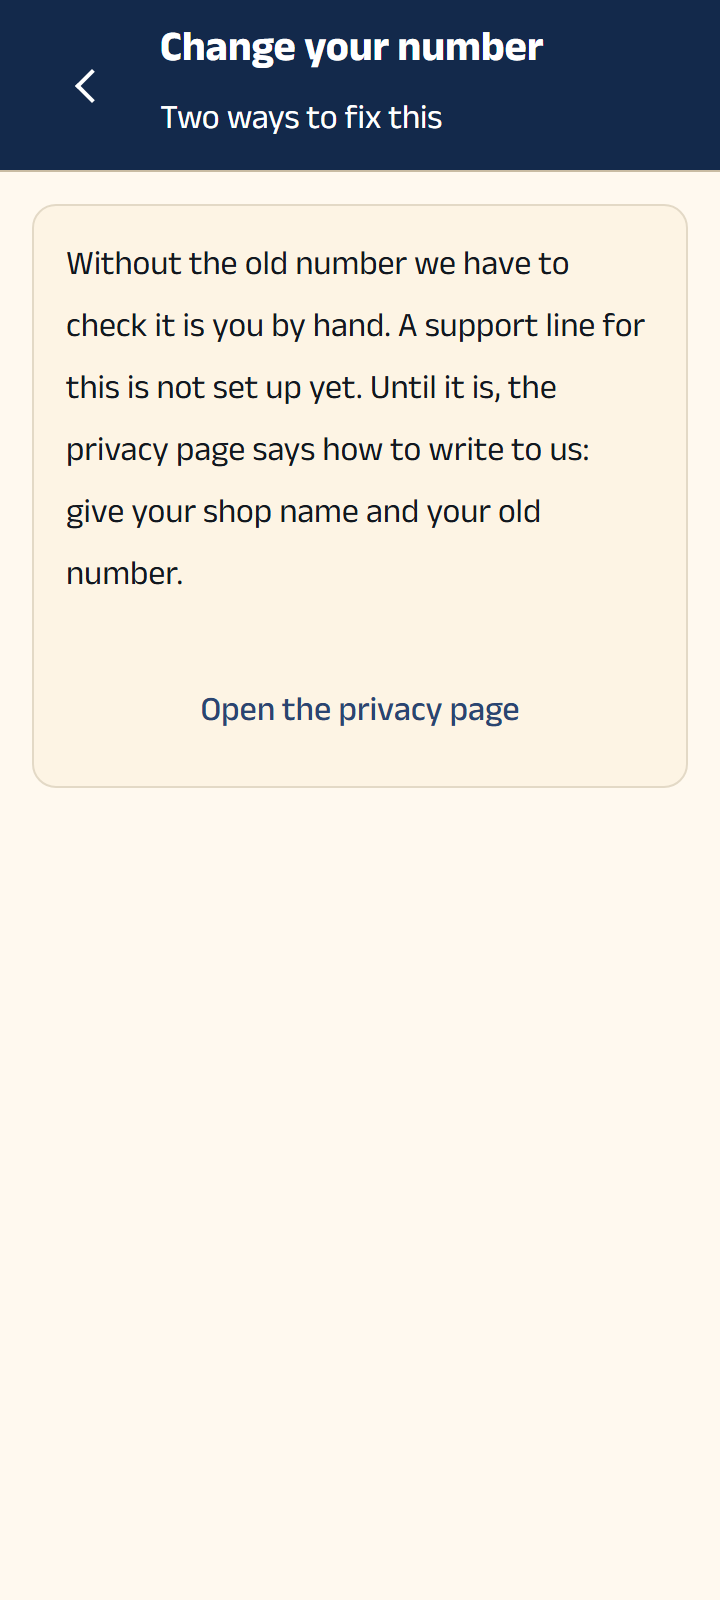 Change your number
Two ways to fix this
Without the old number we have to
check it is you by hand. A support line for
this is not set up yet. Until it is, the
privacy page says how to write to us:
give your shop name and your old
number.
Open the privacy page